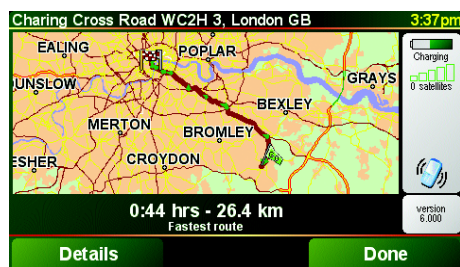 Charing Cross Road WC2H 3, London GB 3:37pm
EALING
POPLAR
Charging
0 satellites
UNSLOW
GRAYS
BEXLEY
MERTON
BROMLEY
GO!
ESHER
CROYDON
0:44 hrs - 26.4 km
Fastest route
version
6.000
Details
Done